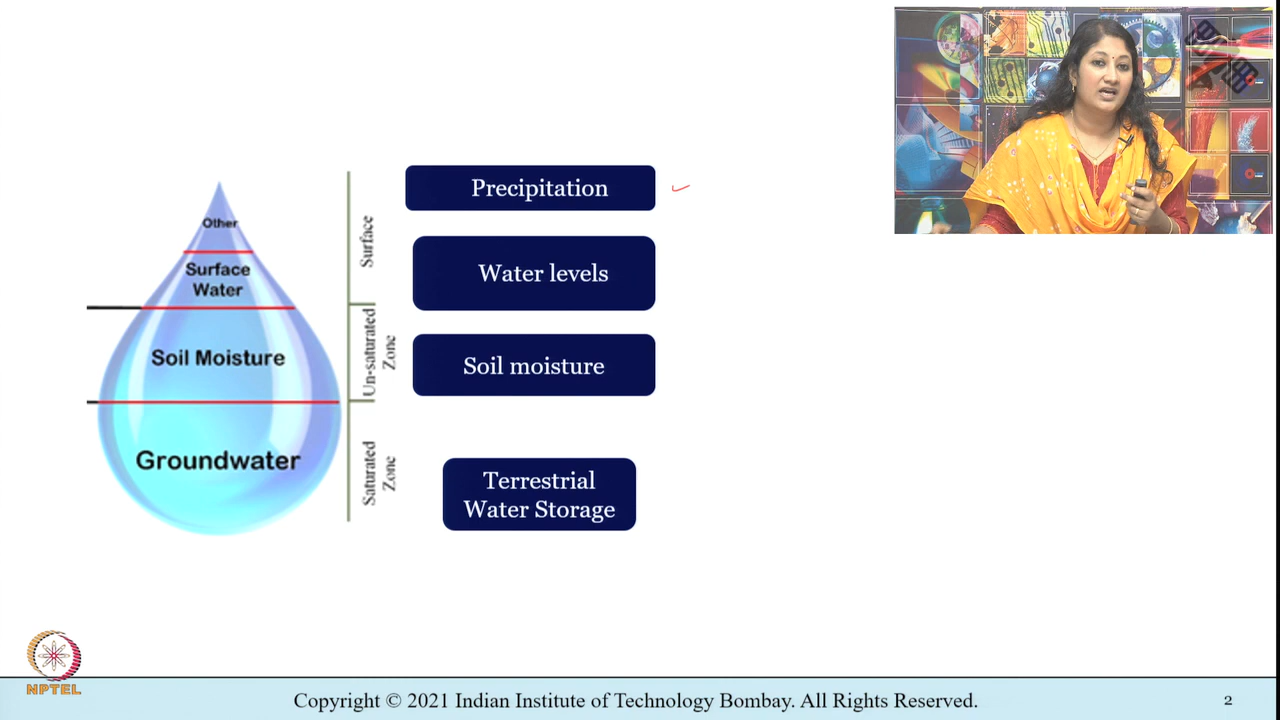 Other
Surface
Water
Soil Moisture
Groundwater
Surface
Un-saturated
Zone
Saturated
Zone
Precipitation
Water levels
Soil moisture
Terrestrial
Water Storage
NPTEL
Copyright © 2021 Indian Institute of Technology Bombay. All Rights Reserved.
2